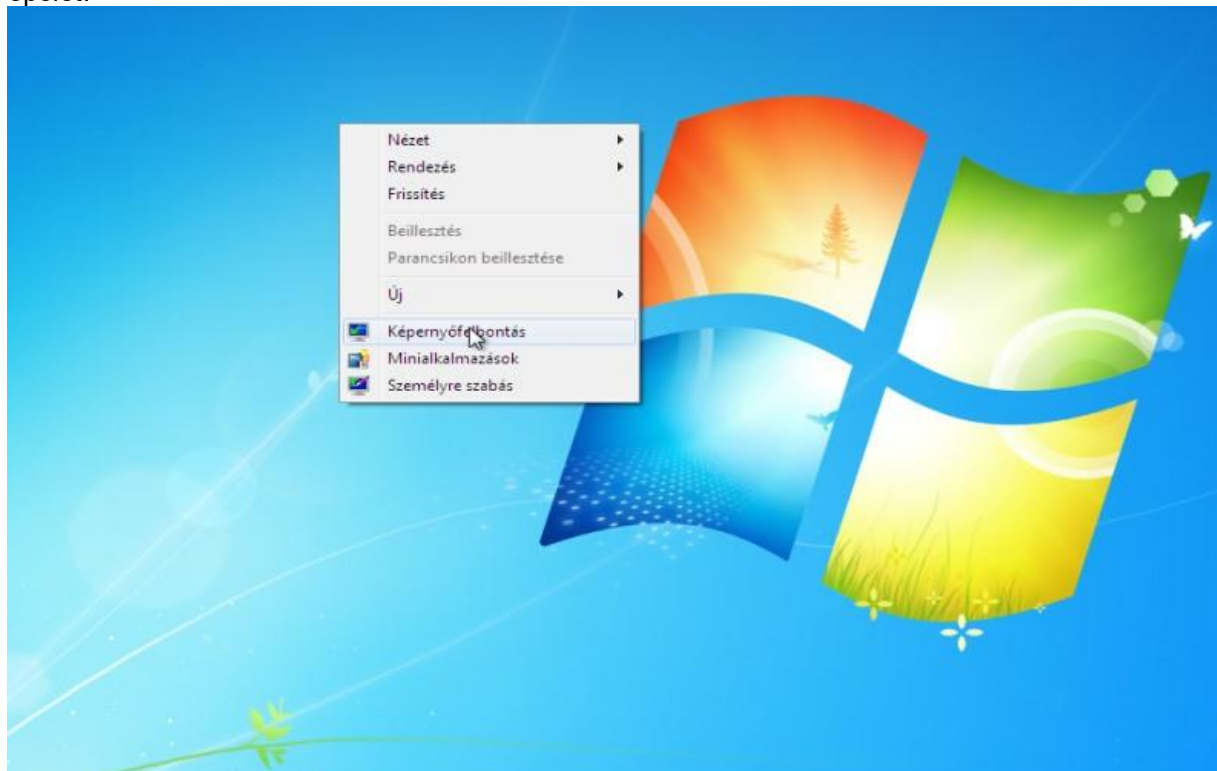 Nézet
Rendezés
Frissítés
Beillesztés
Parancsikon beillesztése
Új
Képernyőfelbontás
Minialkalmazások
Személyre szabás